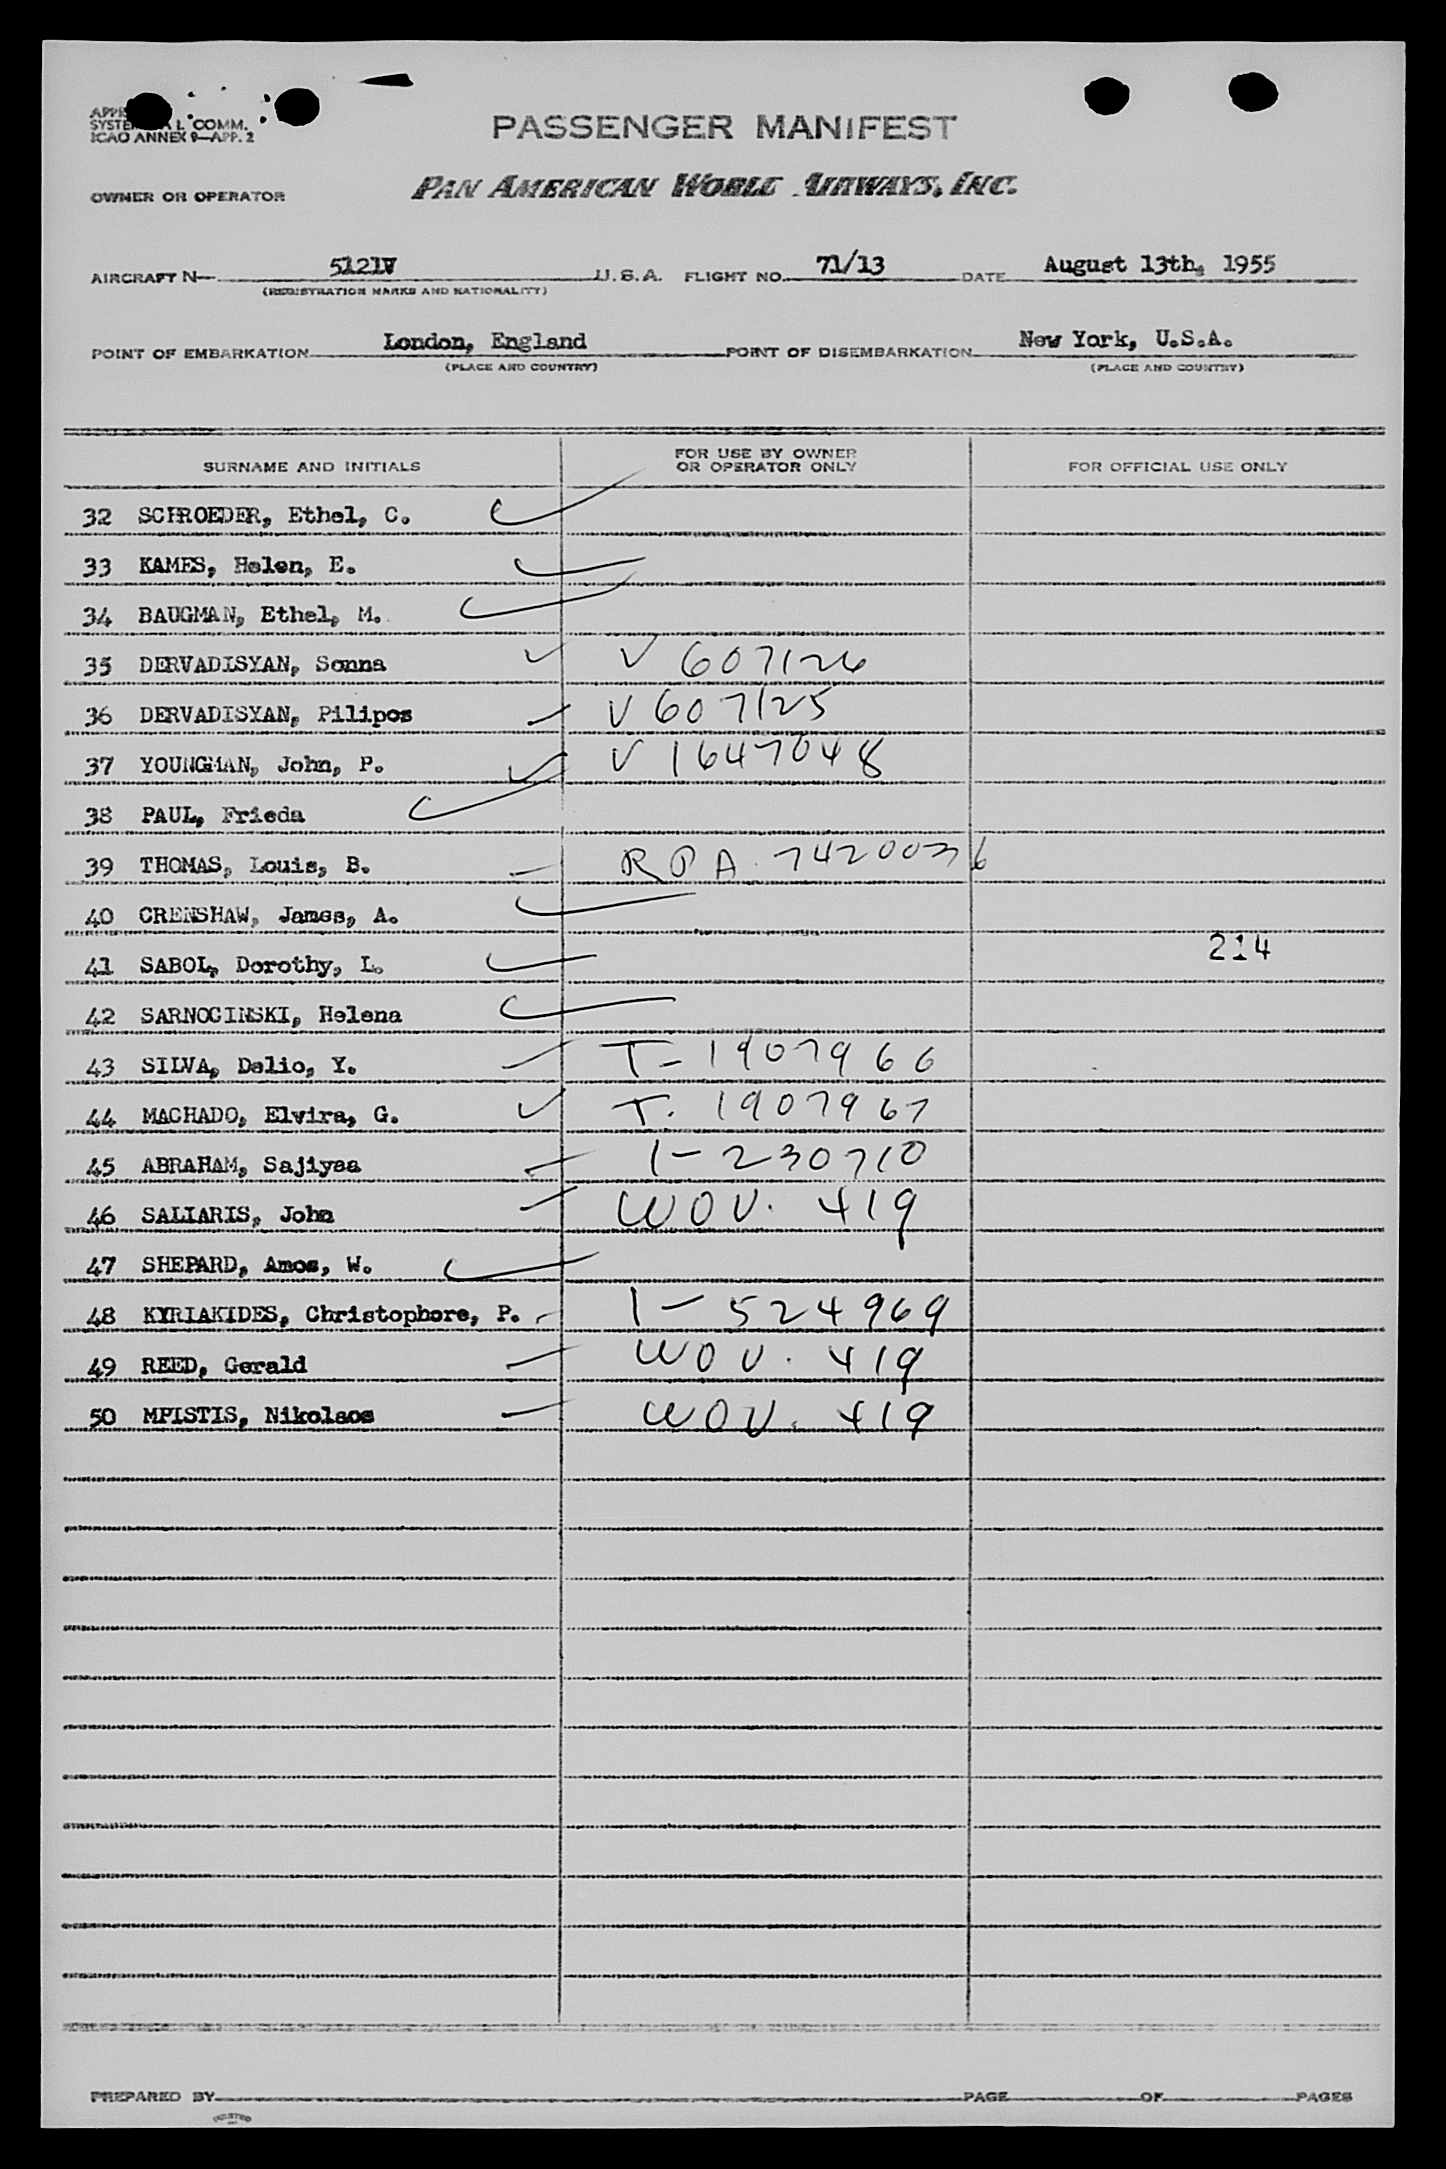 SYSTE L COMM.
ICAO ANNEX 9—APP. 2
PASSENGER MANIFEST
OWNER OR OPERATOR PAN AMERICAN WORLD AIRWAYS, INC.
AIRCRAFT N— 5121V U.S.A. FLIGHT NO. 71/13 DATE August 13th, 1955
(REGISTRATION MARKS AND NATIONALITY)
POINT OF EMBARKATION London, England POINT OF DISEMBARKATION New York, U.S.A.
(PLACE AND COUNTRY) (PLACE AND COUNTRY)
SURNAME AND INITIALS FOR USE BY OWNER OR OPERATOR ONLY FOR OFFICIAL USE ONLY
32 SCHROEDER, Ethel, C.
33 KAMES, Helen, E.
34 BAUGMAN, Ethel, M.
35 DERVADISYAN, Sonna V 607126
36 DERVADISYAN, Pilipos V 607125
37 YOUNGMAN, John, P. V 1647048
38 PAUL, Frieda
39 THOMAS, Louis, B. RPA. 7420036
40 CRENSHAW, James, A.
41 SABOL, Dorothy, L. 214
42 SARNOCINSKI, Helena
43 SILVA, Delio, Y. T-1907966
44 MACHADO, Elvira, G. T. 1907967
45 ABRAHAM, Sajiyaa 1-230710
46 SALIARIS, John WOV. 419
47 SHEPARD, Amos, W.
48 KYRIAKIDES, Christophore, P. 1-524969
49 REED, Gerald WOV. 419
50 MPISTIS, Nikolaos WOV. 419
PREPARED BY PAGE OF PAGES